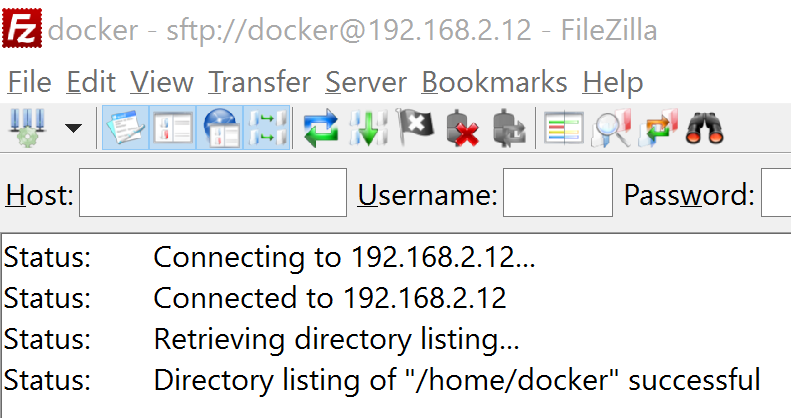 Fz docker - sftp://docker@192.168.2.12 - FileZilla
File Edit View Transfer Server Bookmarks Help
Host: Username: Password:
Status: Connecting to 192.168.2.12...
Status: Connected to 192.168.2.12
Status: Retrieving directory listing...
Status: Directory listing of "/home/docker" successful